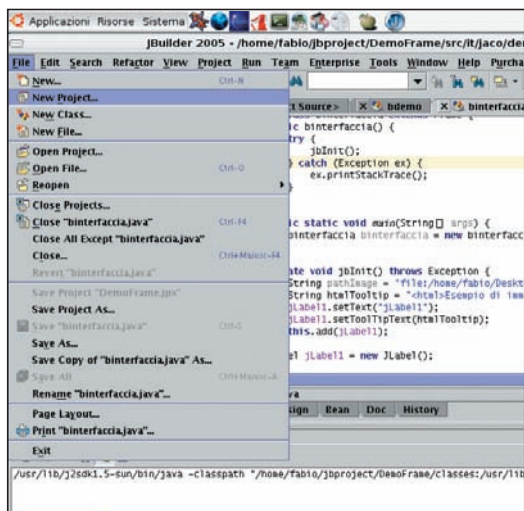 Applicazioni Risorse Sistema
JBuilder 2005 - /home/fabio/jbproject/DemoFrame/src/it/jaco/de
File Edit Search Refactor View Project Run Team Enterprise Tools Window Help Purcha
New... Ctrl-N
New Project...
New Class...
New File...
Open Project...
Open File... Ctrl-O
Reopen
Close Projects...
Close "binterfaccia.java" Ctrl-F4
Close All Except "binterfaccia.java"
Close... Ctrl+Maiusc-F4
Revert "binterfaccia.java"
Save Project "DemoFrame.jpx"
Save Project As...
Save "binterfaccia.java" Ctrl-S
Save As...
Save Copy of "binterfaccia.java" As...
Save All Ctrl+Maiusc-A
Rename "binterfaccia.java"...
Page Layout...
Print "binterfaccia.java"...
Exit
Source> bdemo binterfaccia
ic binterfaccia() {
try {
jbInit();
} catch (Exception ex) {
ex.printStackTrace();
}
ic static void main(String[] args) {
binterfaccia binterfaccia = new binterfacc
ate void jbInit() throws Exception {
String pathImage = "file:/home/fabio/Deskt
String htmlTooltip = "<html>Esempio di imm
jLabel1.setText("jLabel1");
jLabel1.setToolTipText(htmlTooltip);
this.add(jLabel1);
el jLabel1 = new JLabel();
va
sign Bean Doc History
/usr/lib/j2sdk1.5-sun/bin/java -classpath "/home/fabio/jbproject/DemoFrame/classes:/usr/lib